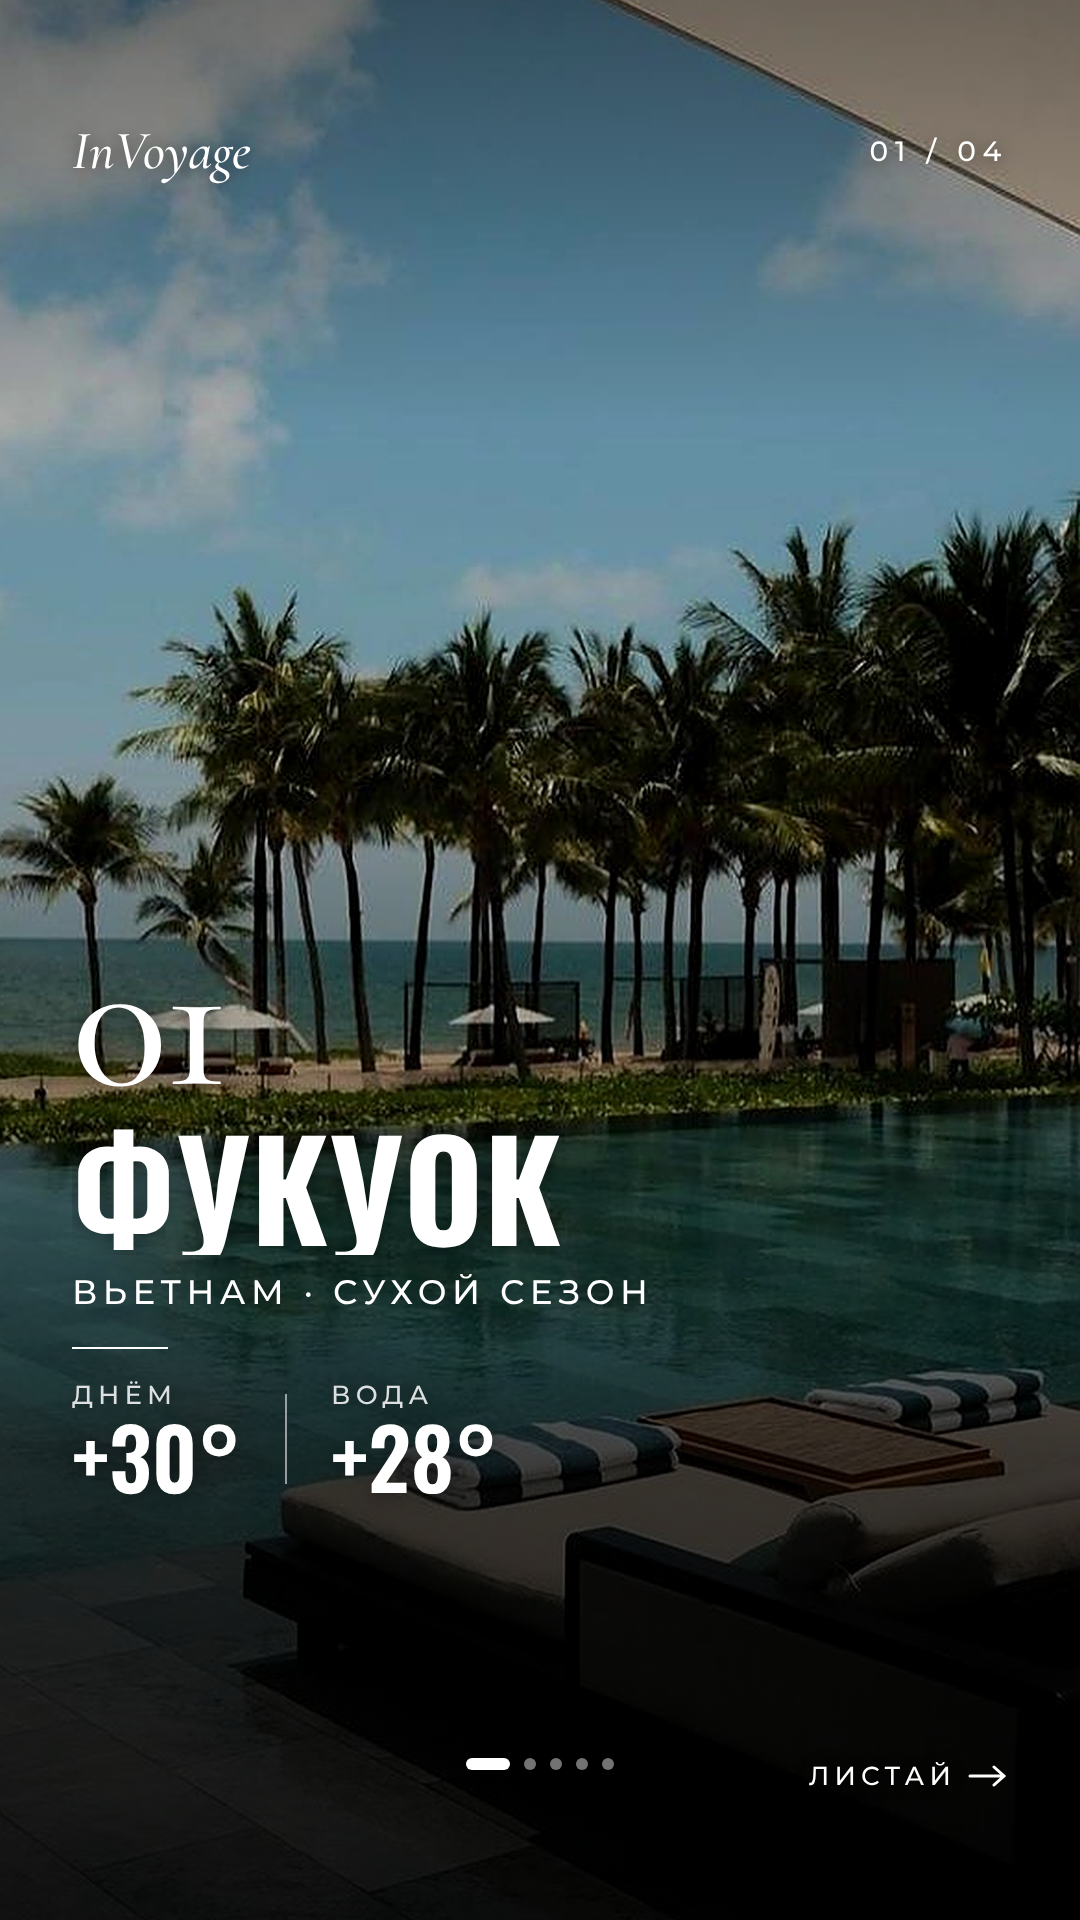 InVoyage
01 / 04
01
ФУКУОК
ВЬЕТНАМ · СУХОЙ СЕЗОН
ДНЁМ ВОДА
+30° +28°
ЛИСТАЙ →